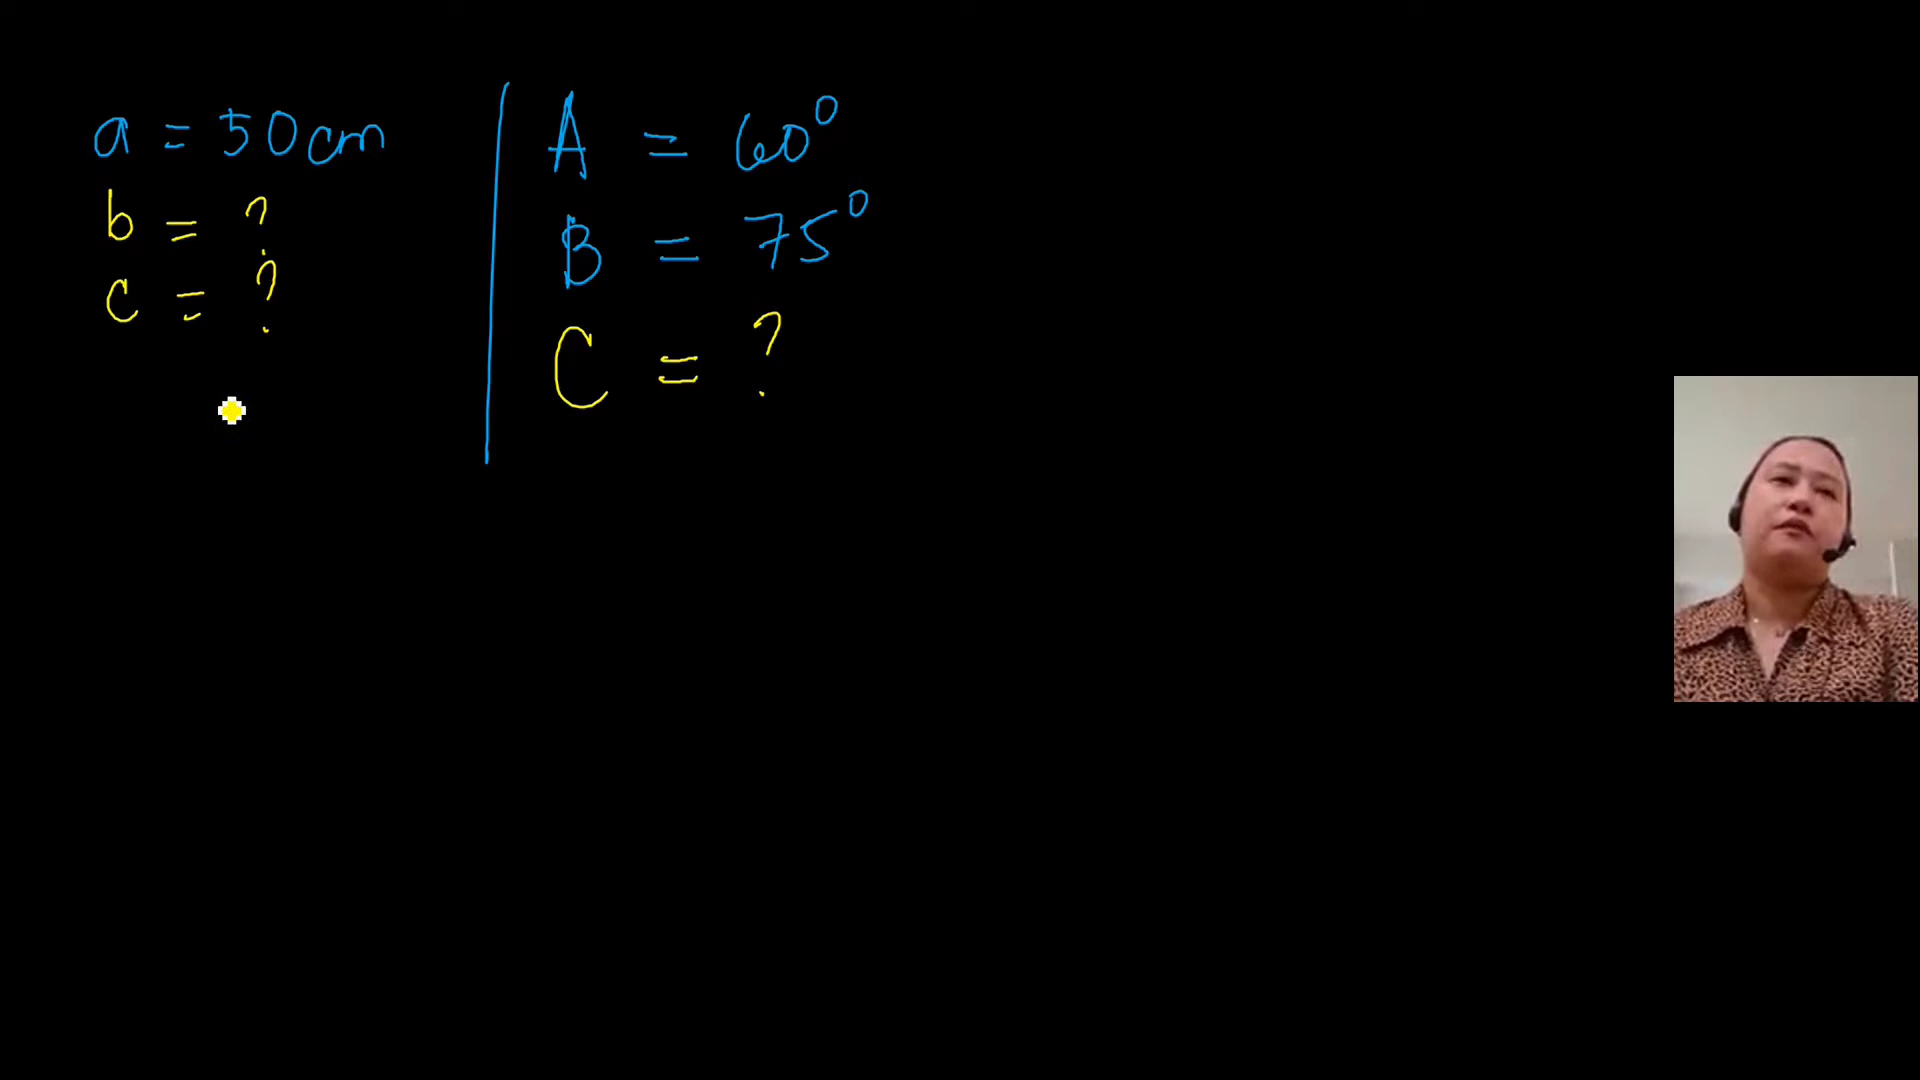 a = 50cm
b = ?
c = ?
A = 60°
B = 75°
C = ?